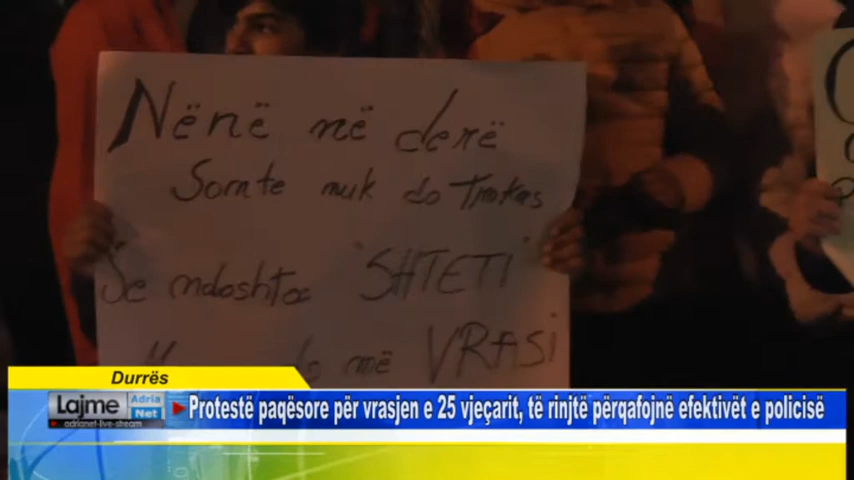 Nënë në derë
Sonte nuk do Trokas
Se ndoshta "SHTETI"
më VRASi
Durrës
Lajme Adria Net
adrianet-live-stream
Protestë paqësore për vrasjen e 25 vjeçarit, të rinjtë përqafojnë efektivët e policisë